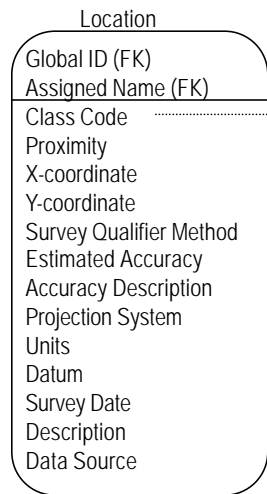 Location
Global ID (FK)
Assigned Name (FK)
Class Code
Proximity
X-coordinate
Y-coordinate
Survey Qualifier Method
Estimated Accuracy
Accuracy Description
Projection System
Units
Datum
Survey Date
Description
Data Source